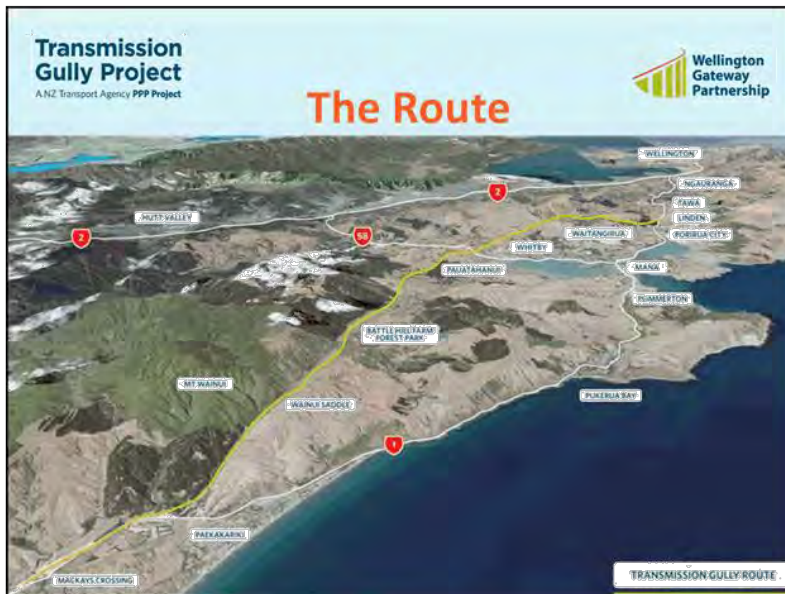 Transmission
Gully Project
A NZ Transport Agency PPP Project
Wellington
Gateway
Partnership
The Route
WELLINGTON
NGAURANGA
2
TAWA
HUTT VALLEY
LINDEN
2
58
WAITANGIRUA
PORIRUA CITY
WHITBY
PAUATAHANUI
MANA
PLIMMERTON
BATTLE HILL FARM
FOREST PARK
MT WAINUI
PUKERUA BAY
WAINUI SADDLE
1
PAEKAKARIKI
MACKAYS CROSSING
TRANSMISSION GULLY ROUTE